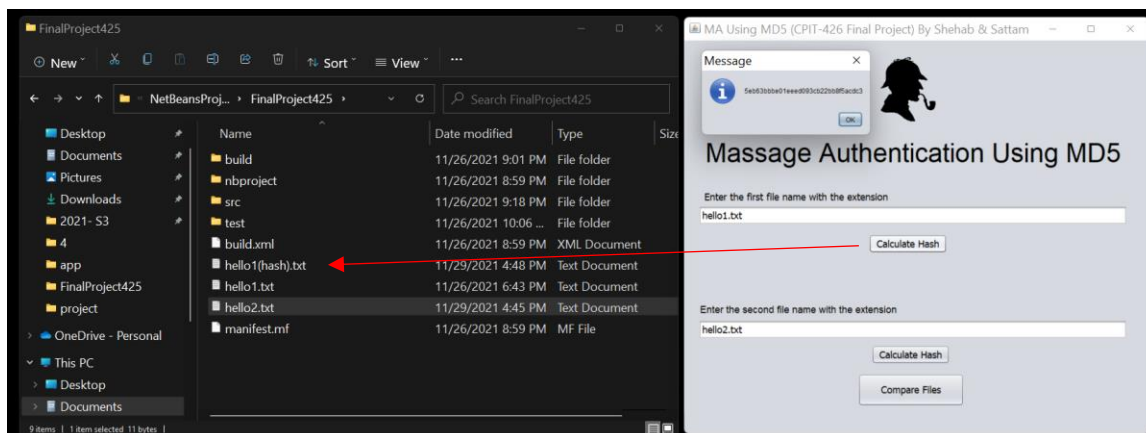 FinalProject425
New
Sort
View
...
NetBeansProj... › FinalProject425 ›
Search FinalProject425
Desktop
Documents
Pictures
Downloads
2021- S3
4
app
FinalProject425
project
OneDrive - Personal
This PC
Desktop
Documents
Name Date modified Type Size
build 11/26/2021 9:01 PM File folder
nbproject 11/26/2021 8:59 PM File folder
src 11/26/2021 9:18 PM File folder
test 11/26/2021 10:06 ... File folder
build.xml 11/26/2021 8:59 PM XML Document
hello1(hash).txt 11/29/2021 4:48 PM Text Document
hello1.txt 11/26/2021 6:43 PM Text Document
hello2.txt 11/29/2021 4:45 PM Text Document
manifest.mf 11/26/2021 8:59 PM MF File
9 items | 1 item selected 11 bytes |
MA Using MD5 (CPIT-426 Final Project) By Shehab & Sattam
Message
5eb63bbbe01eeed093cb22bb8f5acdc3
OK
Massage Authentication Using MD5
Enter the first file name with the extension
hello1.txt
Calculate Hash
Enter the second file name with the extension
hello2.txt
Calculate Hash
Compare Files